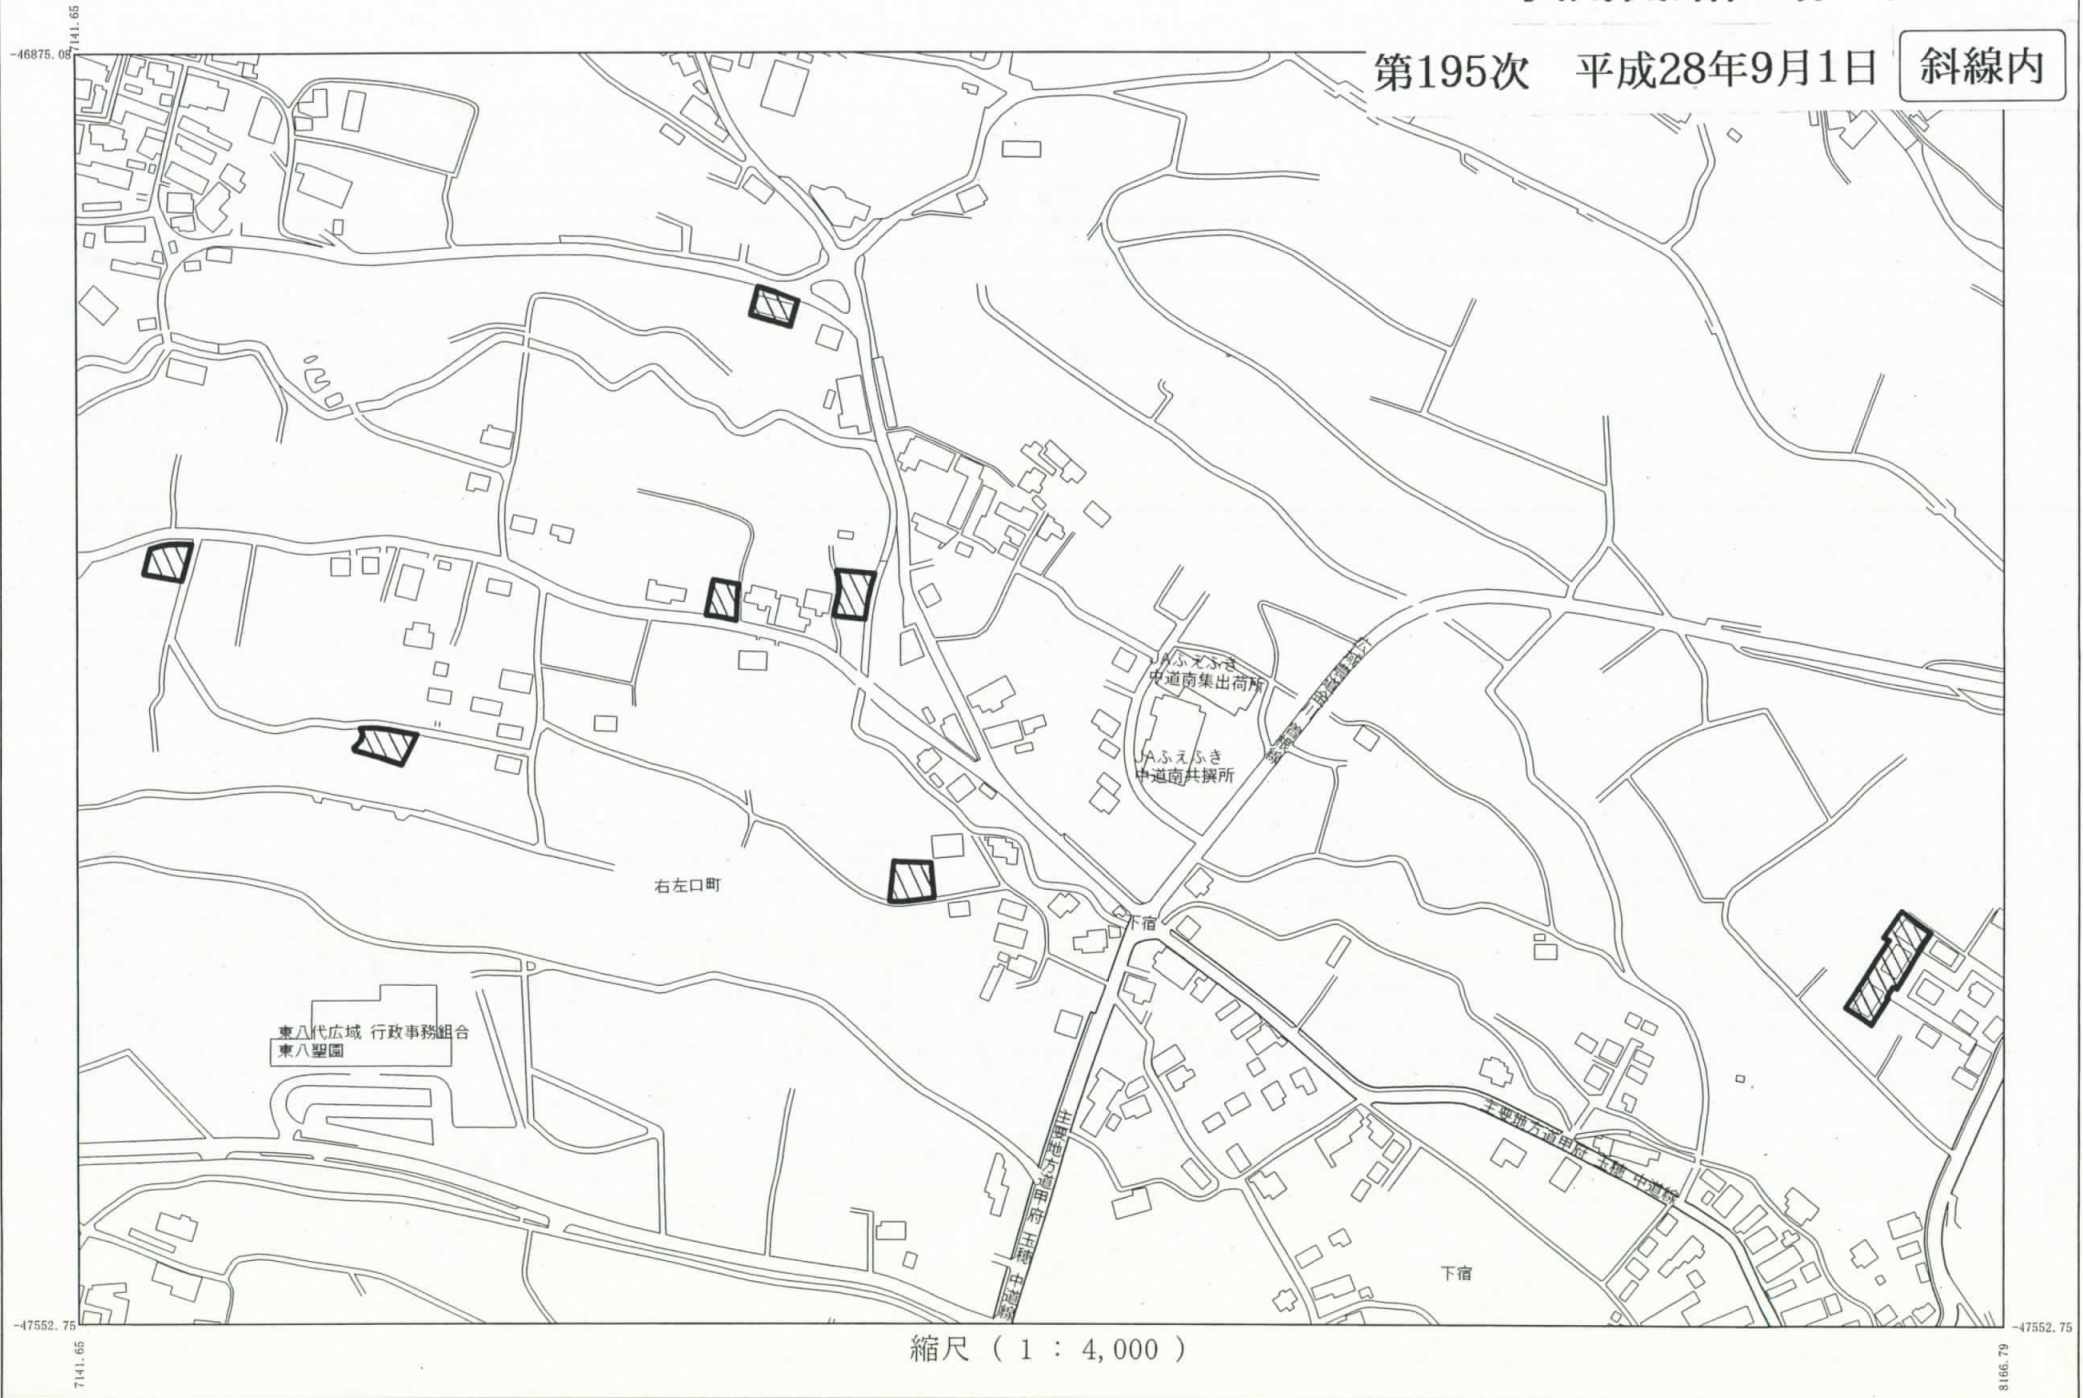 7141.65
-46875.08
第195次 平成28年9月1日 斜線内
JAふえふき
中道南集出荷所
JAふえふき
中道南共撰所
右左口町
下宿
東八代広域 行政事務組合
東八聖園
主要地方道甲府 玉穂 中道線
主要地方道甲府 玉穂 中道線
下宿
-47552.75
-47552.75
7141.65
縮尺 ( 1 : 4,000 )
8166.79